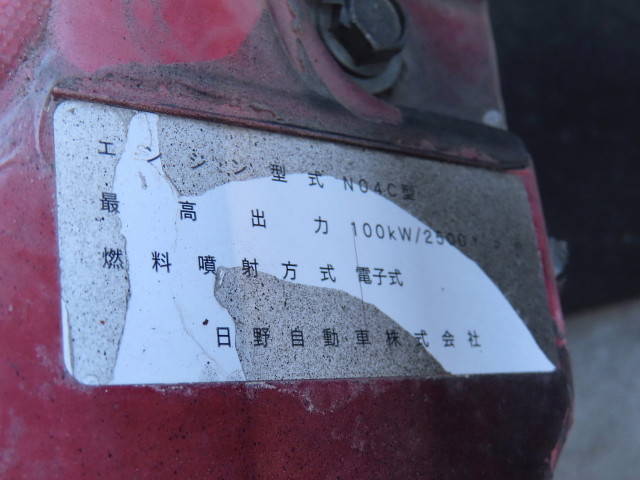 エンジン型式 N04C型
最高出力 100kW/2500
燃料噴射方式 電子式
日野自動車株式会社